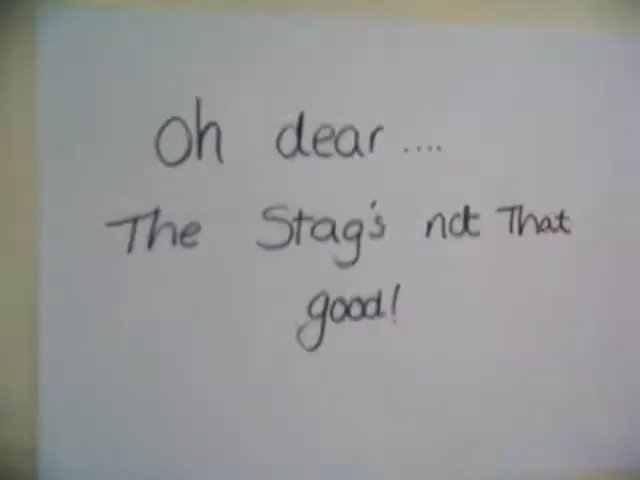 Oh dear ....
The Stag's not That
good!